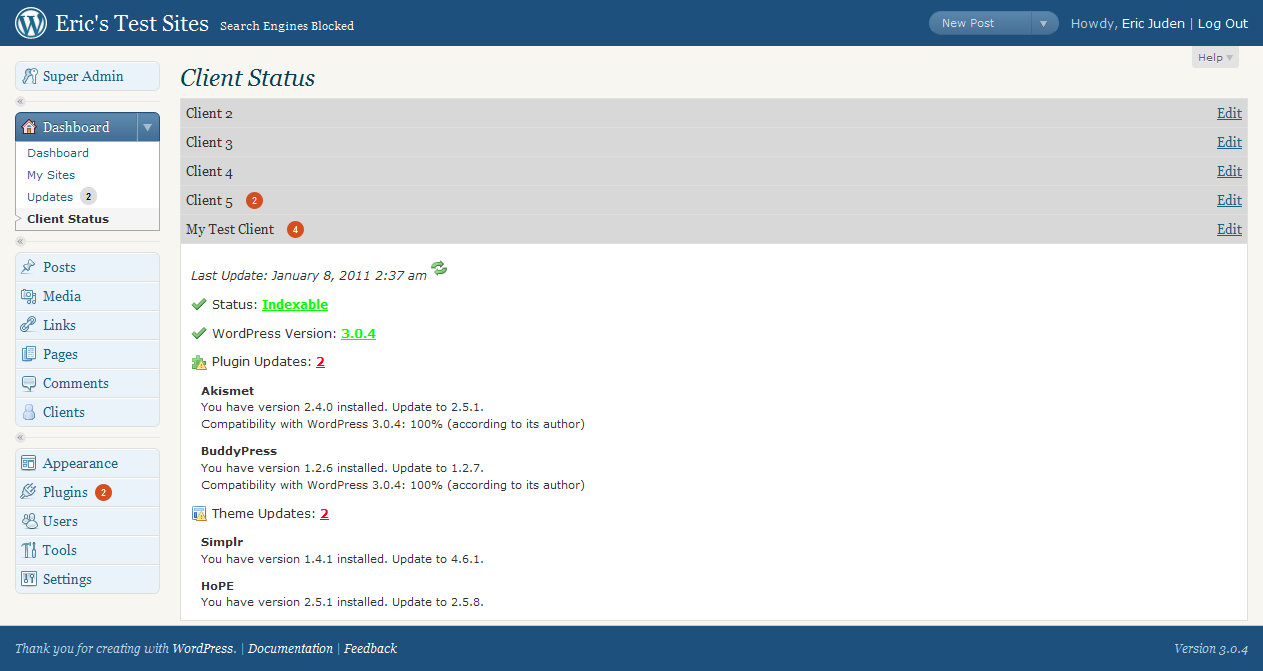 Eric's Test Sites Search Engines Blocked New Post Howdy, Eric Juden | Log Out
Help
Super Admin
Dashboard
Dashboard
My Sites
Updates 2
Client Status
Posts
Media
Links
Pages
Comments
Clients
Appearance
Plugins 2
Users
Tools
Settings
Client Status
Client 2 Edit
Client 3 Edit
Client 4 Edit
Client 5 2 Edit
My Test Client 4 Edit
Last Update: January 8, 2011 2:37 am
Status: Indexable
WordPress Version: 3.0.4
Plugin Updates: 2
Akismet
You have version 2.4.0 installed. Update to 2.5.1.
Compatibility with WordPress 3.0.4: 100% (according to its author)
BuddyPress
You have version 1.2.6 installed. Update to 1.2.7.
Compatibility with WordPress 3.0.4: 100% (according to its author)
Theme Updates: 2
Simplr
You have version 1.4.1 installed. Update to 4.6.1.
HoPE
You have version 2.5.1 installed. Update to 2.5.8.
Thank you for creating with WordPress. | Documentation | Feedback Version 3.0.4